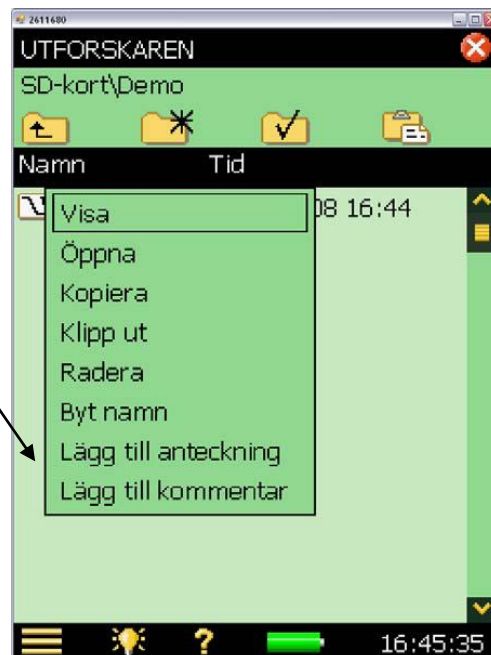 2611680
UTFORSKAREN
SD-kort\Demo
Namn Tid
08 16:44
Visa
Öppna
Kopiera
Klipp ut
Radera
Byt namn
Lägg till anteckning
Lägg till kommentar
? 16:45:35